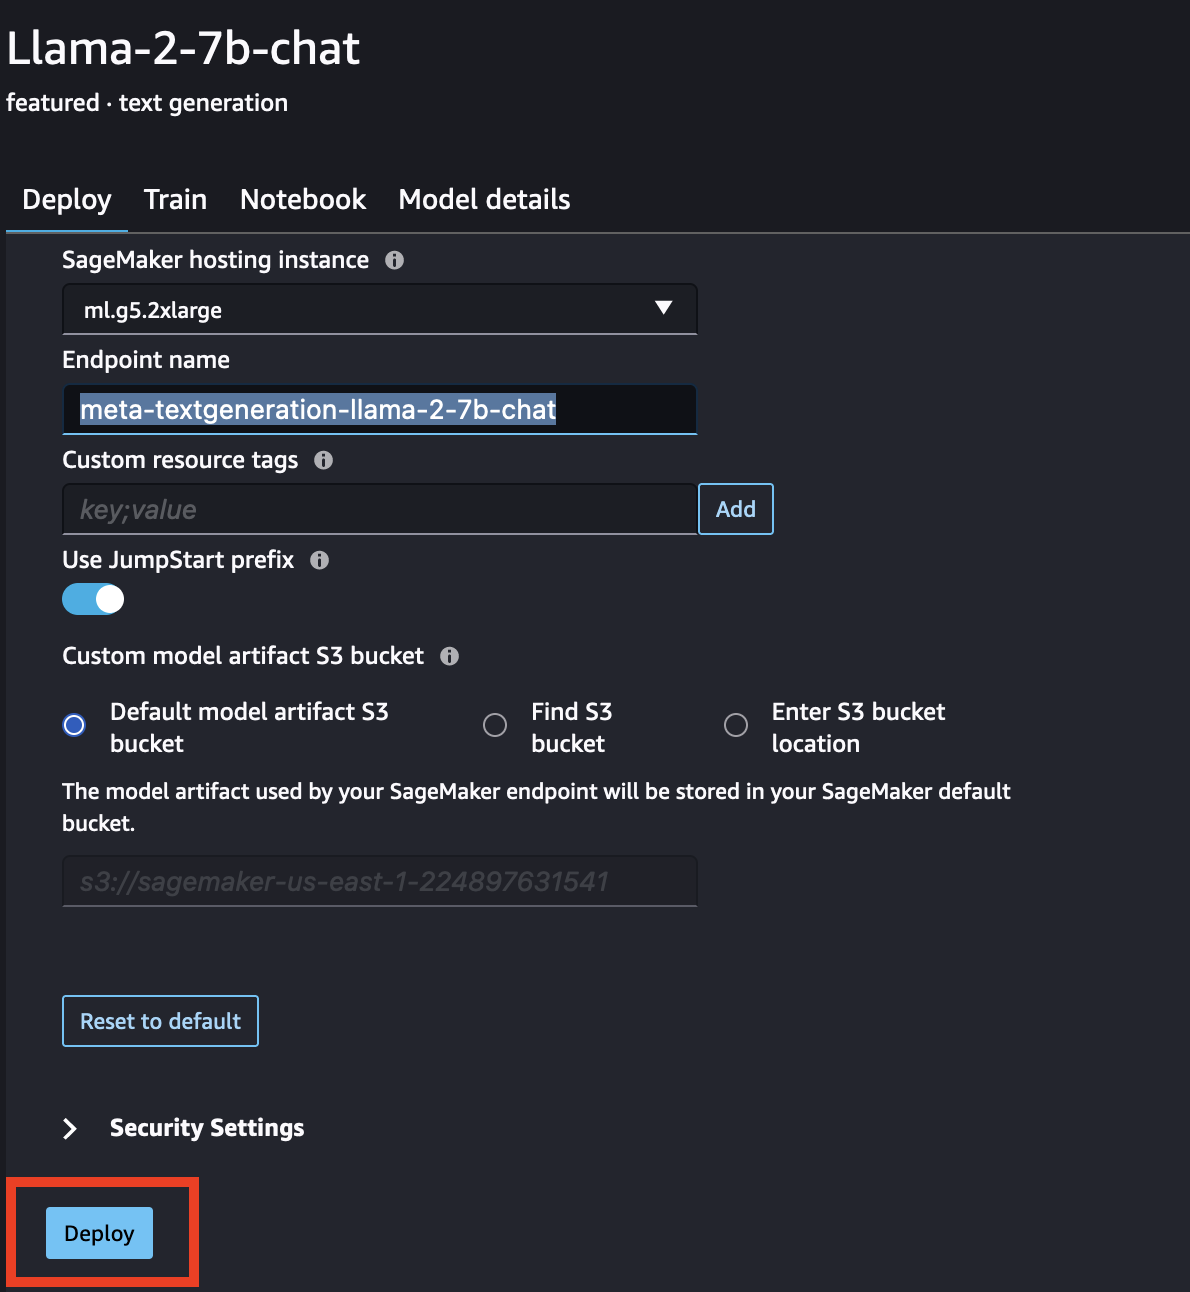 Llama-2-7b-chat
featured · text generation
Deploy Train Notebook Model details
SageMaker hosting instance
ml.g5.2xlarge
Endpoint name
meta-textgeneration-llama-2-7b-chat
Custom resource tags
key;value Add
Use JumpStart prefix
Custom model artifact S3 bucket
Default model artifact S3
bucket
Find S3
bucket
Enter S3 bucket
location
The model artifact used by your SageMaker endpoint will be stored in your SageMaker default
bucket.
s3://sagemaker-us-east-1-224897631541
Reset to default
Security Settings
Deploy